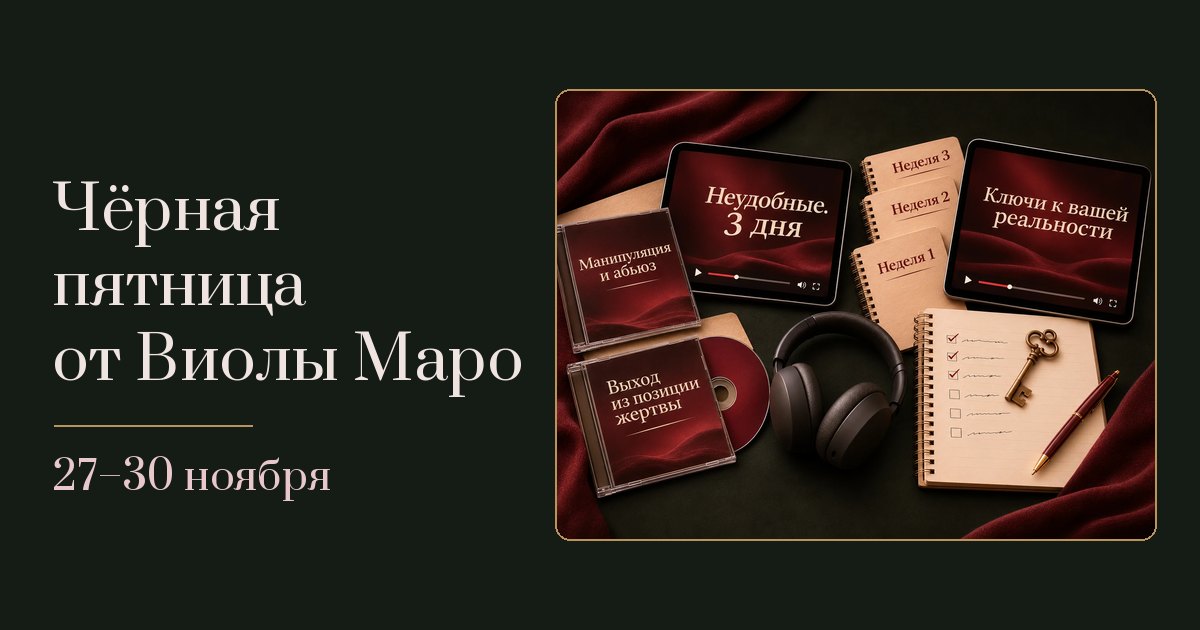 Чёрная
пятница
от Виолы Маро
27–30 ноября
Неудобные.
3 дня
Неделя 3
Неделя 2
Неделя 1
Ключи к вашей
реальности
Манипуляция
и абьюз
Выход
из позиции
жертвы